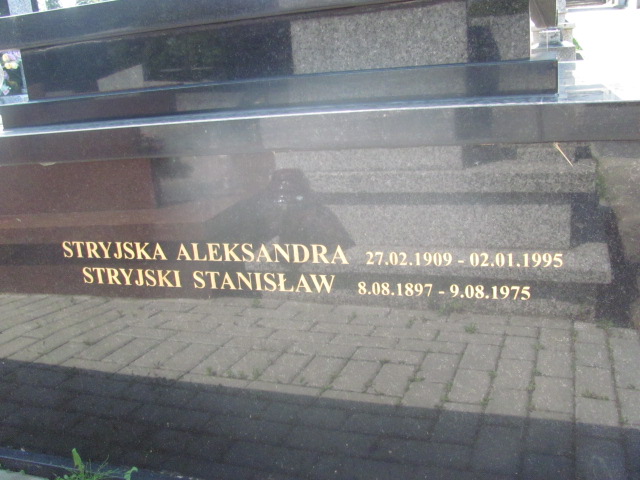 STRYJSKA ALEKSANDRA 27.02.1909 - 02.01.1995
STRYJSKI STANISŁAW 8.08.1897 - 9.08.1975